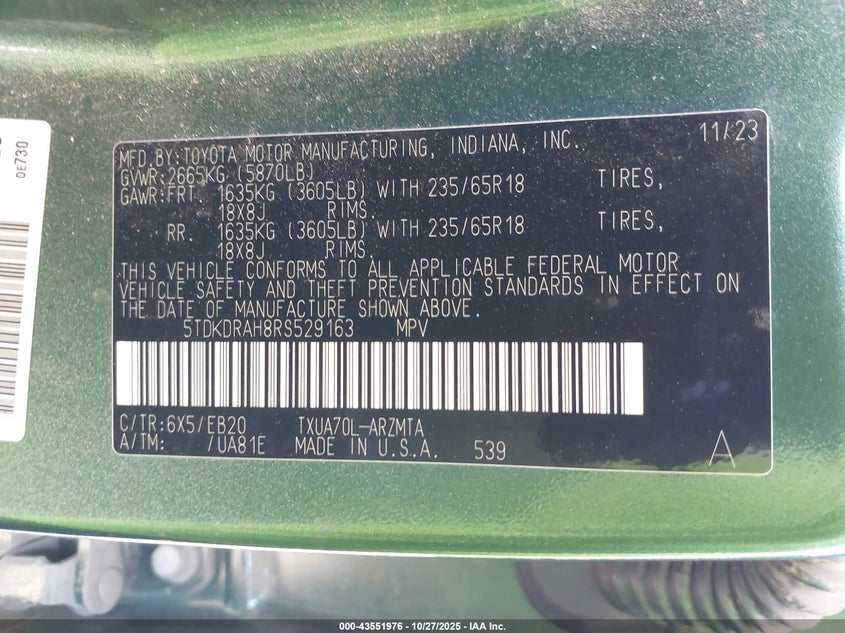 MFD.BY:TOYOTA MOTOR MANUFACTURING, INDIANA, INC. 11/23
GVWR:2665KG (5870LB)
GAWR:FRT. 1635KG (3605LB) WITH 235/65R18 TIRES,
18X8J RIMS.
RR. 1635KG (3605LB) WITH 235/65R18 TIRES,
18X8J RIMS.
THIS VEHICLE CONFORMS TO ALL APPLICABLE FEDERAL MOTOR
VEHICLE SAFETY AND THEFT PREVENTION STANDARDS IN EFFECT ON
THE DATE OF MANUFACTURE SHOWN ABOVE.
5TDKDRAH8RS529163 MPV
C/TR:6X5/EB20 TXUA70L-ARZMTA
A/TM: /UA81E MADE IN U.S.A. 539 A
0E730
000-43551976 - 10/27/2025 - IAA Inc.